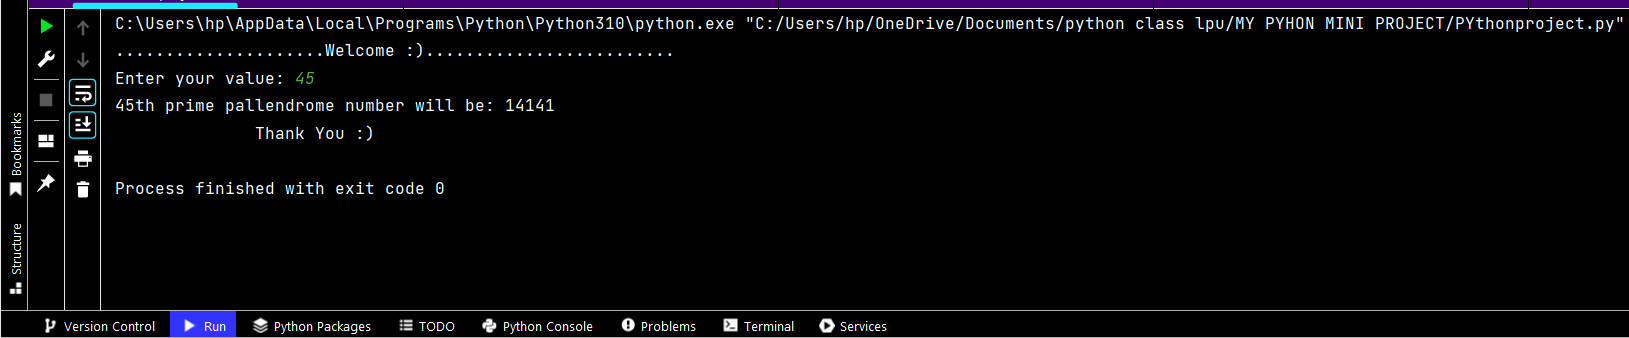 C:\Users\hp\AppData\Local\Programs\Python\Python310\python.exe "C:/Users/hp/OneDrive/Documents/python class lpu/MY PYHON MINI PROJECT/PYthonproject.py"
.....................Welcome :).........................
Enter your value: 45
45th prime pallendrome number will be: 14141
Thank You :)
Process finished with exit code 0
Bookmarks
Structure
Version Control Run Python Packages TODO Python Console Problems Terminal Services